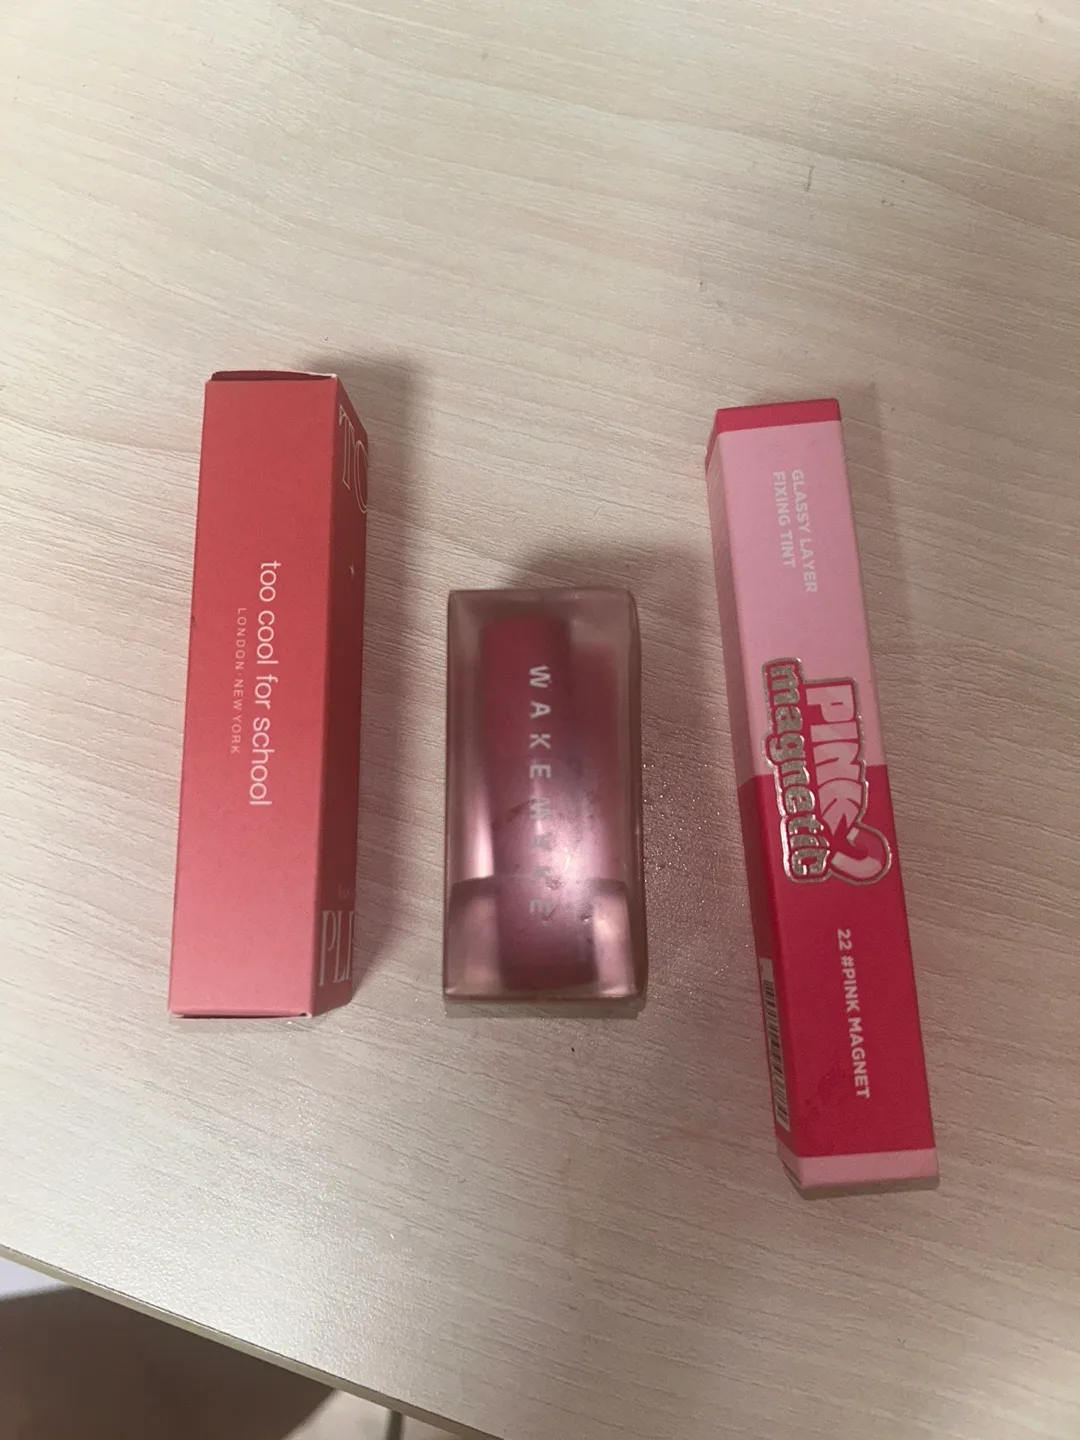 too cool for school
LONDON · NEW YORK
TO
PL
WAKEMAKE
GLASSY LAYER
FIXING TINT
PINK
magnetic
22 #PINK MAGNET